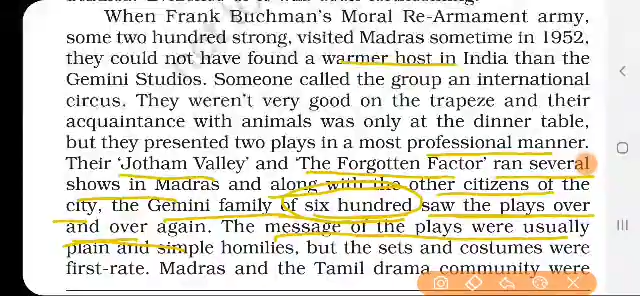 When Frank Buchman's Moral Re-Armament army,
some two hundred strong, visited Madras sometime in 1952,
they could not have found a warmer host in India than the
Gemini Studios. Someone called the group an international
circus. They weren't very good on the trapeze and their
acquaintance with animals was only at the dinner table,
but they presented two plays in a most professional manner.
Their 'Jotham Valley' and 'The Forgotten Factor' ran several
shows in Madras and along with the other citizens of the
city, the Gemini family of six hundred saw the plays over
and over again. The message of the plays were usually
plain and simple homilies, but the sets and costumes were
first-rate. Madras and the Tamil drama community were